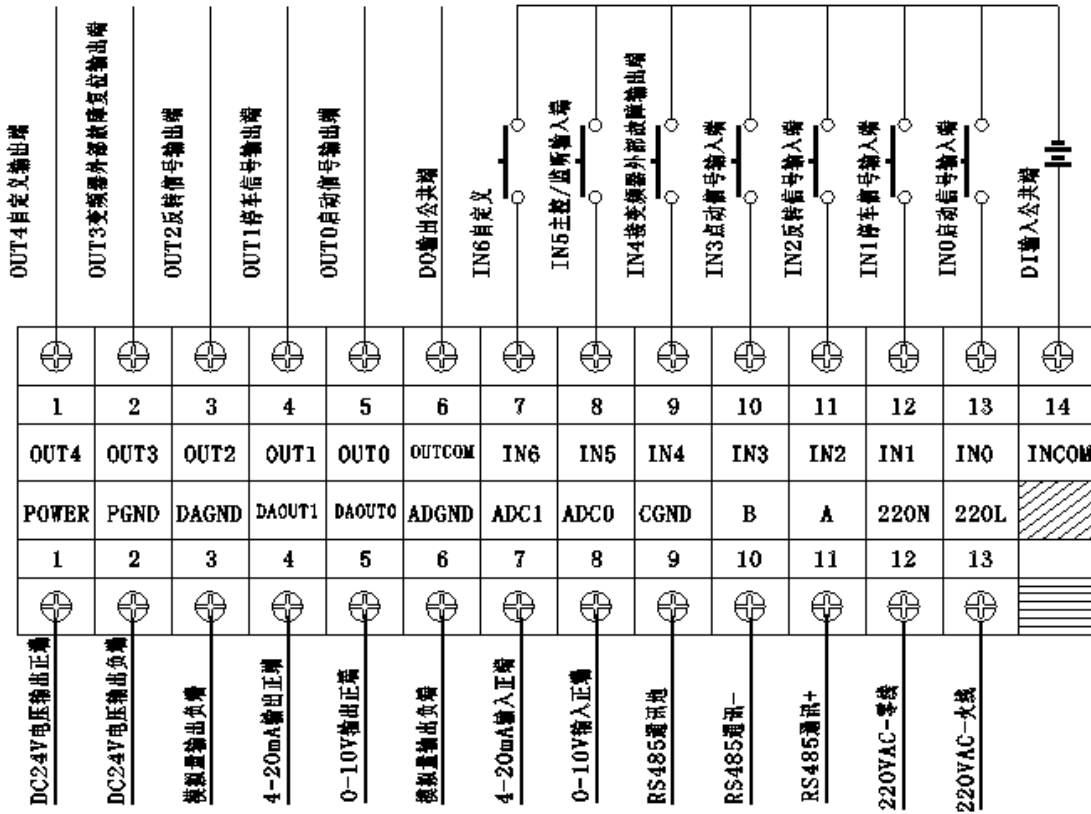 OUT4自定义输出端
OUT3变频器外部故障复位输出端
OUT2反转信号输出端
OUT1停车信号输出端
OUT0启动信号输出端
DO输出公共端
IN6自定义
IN5主控/监听输入端
IN4接变频器外部故障输出端
IN3点动信号输入端
IN2反转信号输入端
IN1停车信号输入端
IN0启动信号输入端
DI输入公共端
1 2 3 4 5 6 7 8 9 10 11 12 13 14
OUT4 OUT3 OUT2 OUT1 OUT0 OUTCOM IN6 IN5 IN4 IN3 IN2 IN1 IN0 INCOM
POWER PGND DAGND DAOUT1 DAOUT0 ADGND ADC1 ADC0 CGND B A 220N 220L
1 2 3 4 5 6 7 8 9 10 11 12 13
DC24V电压输出正端
DC24V电压输出负端
模拟量输出负端
4-20mA输出正端
0-10V输出正端
模拟量输出负端
4-20mA输入正端
0-10V输入正端
RS485通讯地
RS485通讯-
RS485通讯+
220VAC-零线
220VAC-火线